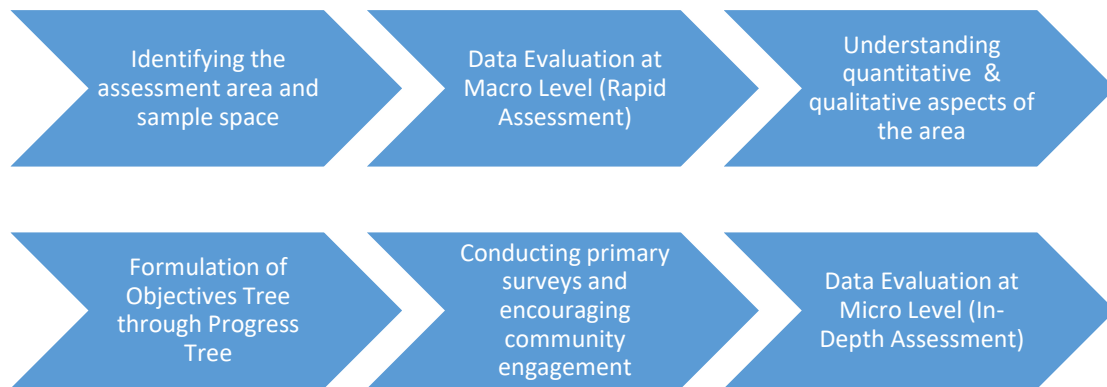 Identifying the
assessment area and
sample space
Data Evaluation at
Macro Level (Rapid
Assessment)
Understanding
quantitative & 
qualitative aspects of
the area
Formulation of
Objectives Tree
through Progress
Tree
Conducting primary
surveys and
encouraging
community
engagement
Data Evaluation at
Micro Level (In-
Depth Assessment)